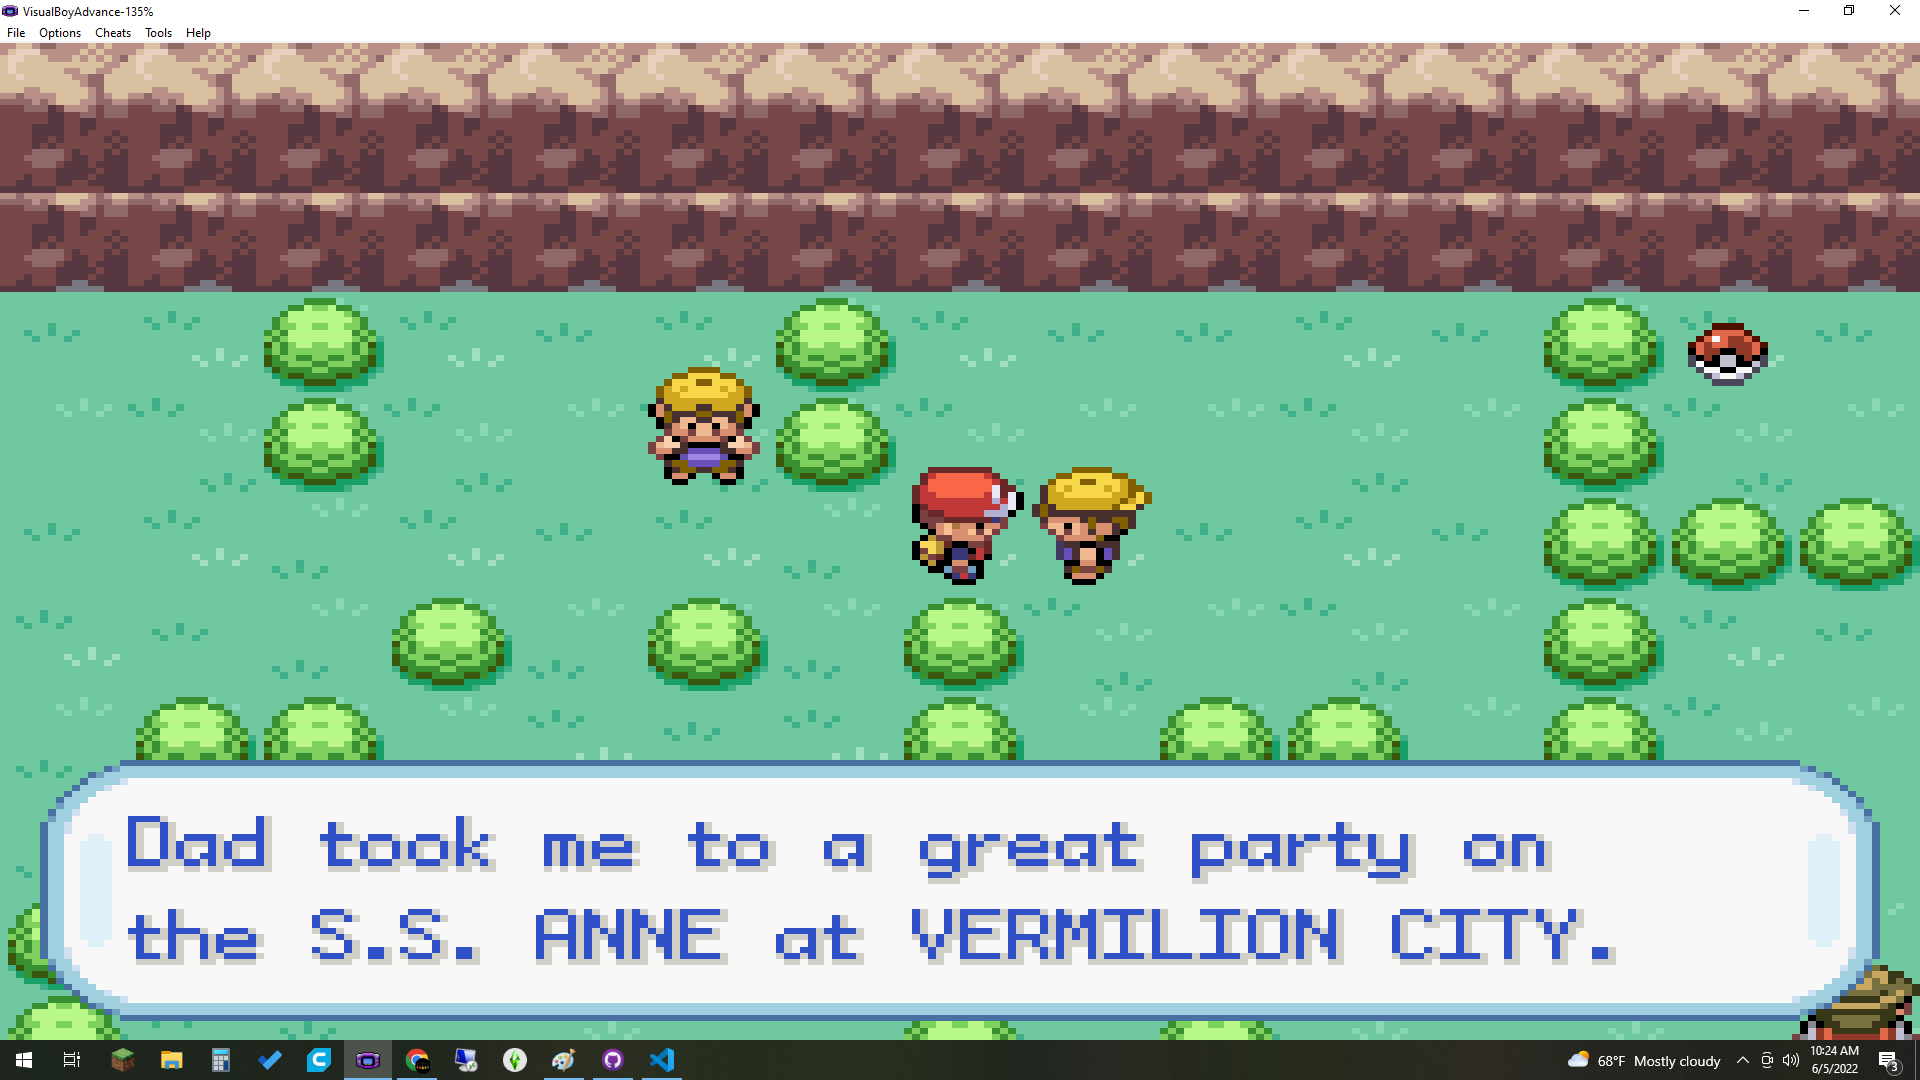 VisualBoyAdvance-135%
File Options Cheats Tools Help
Dad took me to a great party on
the S.S. ANNE at VERMILION CITY.
68°F Mostly cloudy
10:24 AM
6/5/2022
3